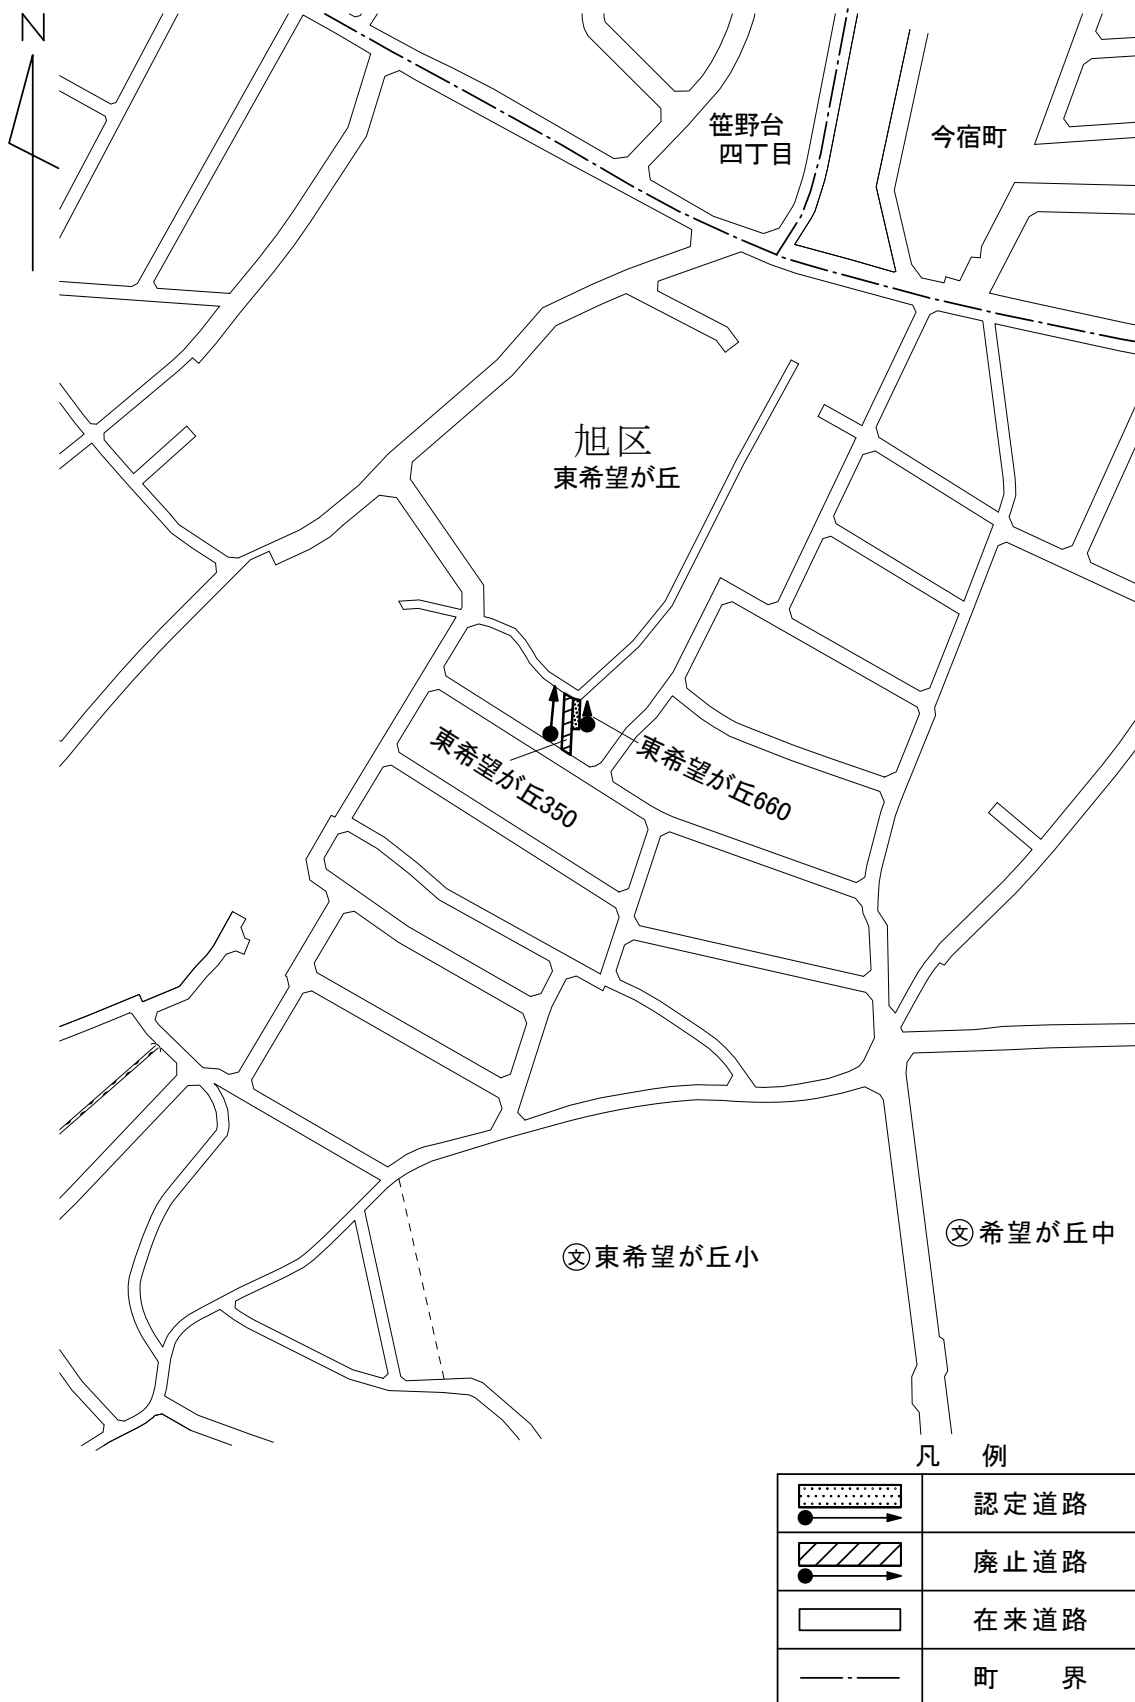 N
笹野台
四丁目
今宿町
旭区
東希望が丘
東希望が丘350
東希望が丘660
文 希望が丘中
文 東希望が丘小
凡 例
認定道路
廃止道路
在来道路
町 界